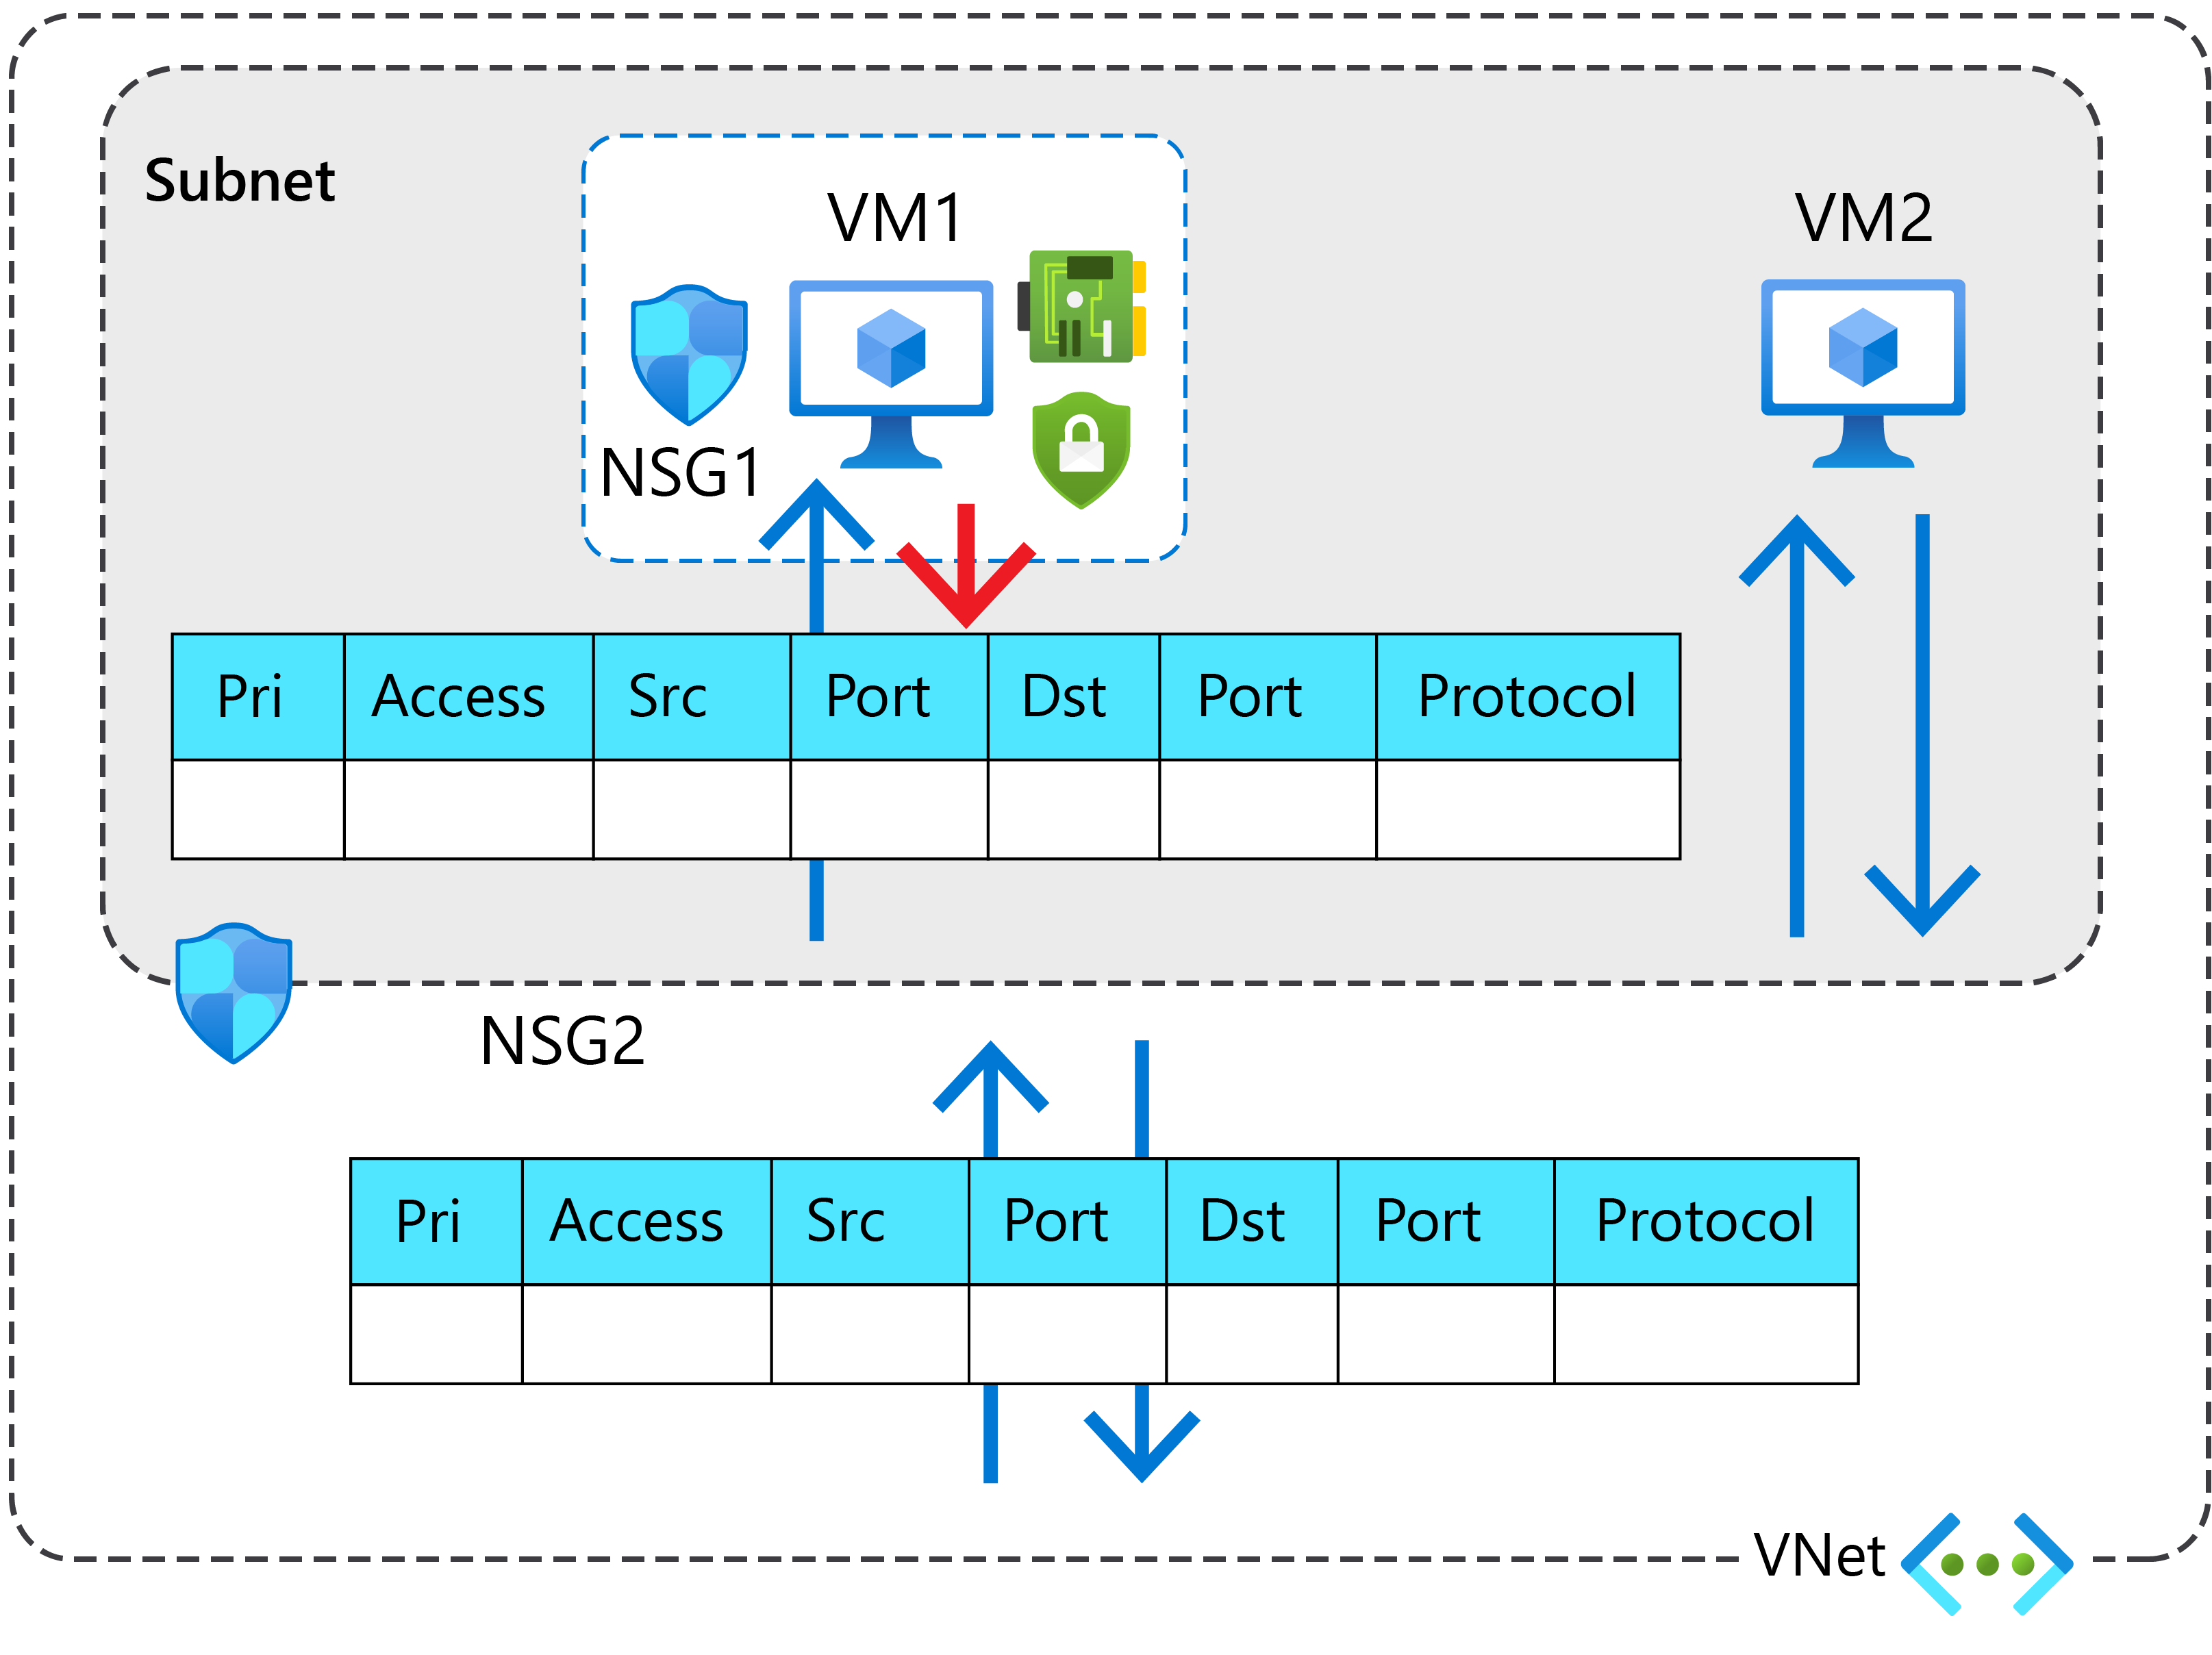 Subnet
VM1
VM2
NSG1
Pri Access Src Port Dst Port Protocol
NSG2
Pri Access Src Port Dst Port Protocol
VNet